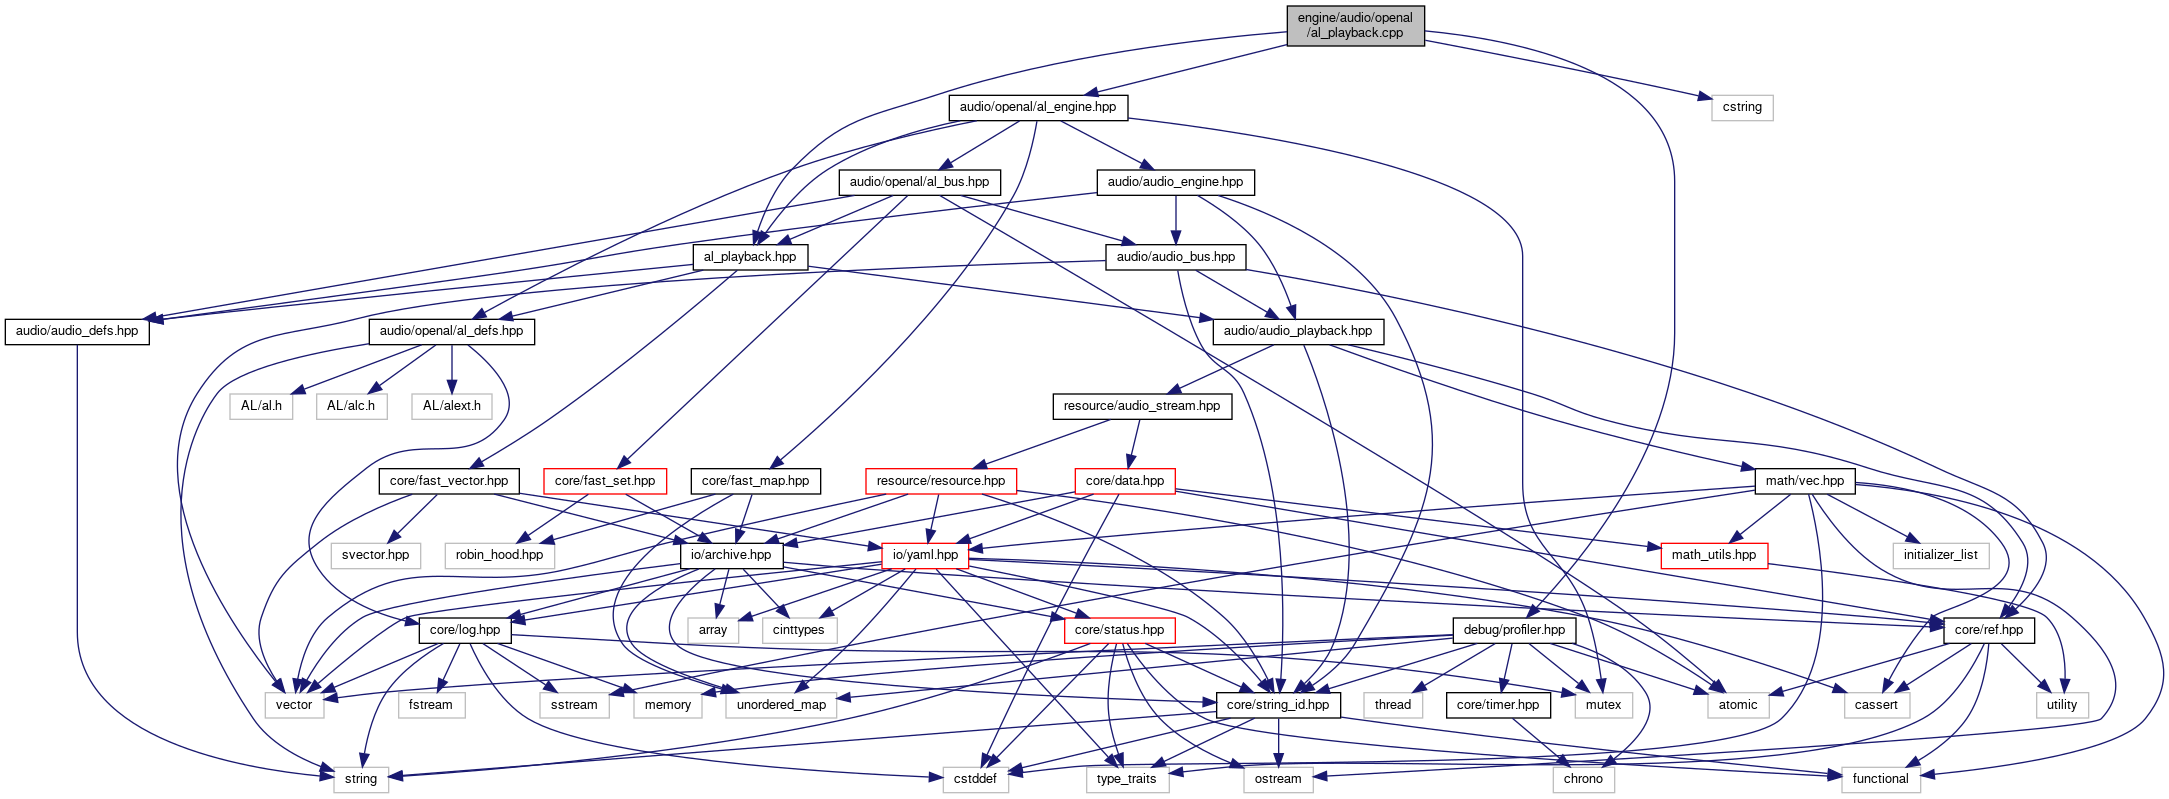 engine/audio/openal
/al_playback.cpp
audio/openal/al_engine.hpp
cstring
audio/openal/al_bus.hpp
audio/audio_engine.hpp
al_playback.hpp
audio/audio_bus.hpp
audio/audio_defs.hpp
audio/openal/al_defs.hpp
audio/audio_playback.hpp
AL/al.h
AL/alc.h
AL/alext.h
resource/audio_stream.hpp
core/fast_vector.hpp
core/fast_set.hpp
core/fast_map.hpp
resource/resource.hpp
core/data.hpp
math/vec.hpp
svector.hpp
robin_hood.hpp
io/archive.hpp
io/yaml.hpp
math_utils.hpp
initializer_list
core/log.hpp
array
cinttypes
core/status.hpp
debug/profiler.hpp
core/ref.hpp
vector
fstream
sstream
memory
unordered_map
core/string_id.hpp
thread
core/timer.hpp
mutex
atomic
cassert
utility
string
cstddef
type_traits
ostream
chrono
functional